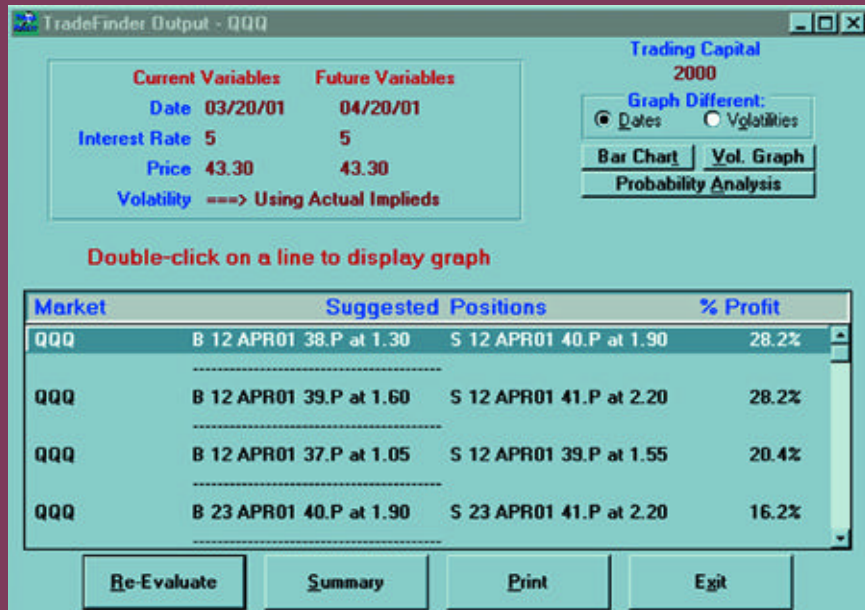 TradeFinder Output - QQQ
Trading Capital
2000
Current Variables Future Variables
Date 03/20/01 04/20/01
Interest Rate 5 5
Price 43.30 43.30
Volatility ===> Using Actual Implieds
Graph Different:
Dates Volatilities
Bar Chart Vol. Graph
Probability Analysis
Double-click on a line to display graph
Market Suggested Positions % Profit
QQQ B 12 APR01 38.P at 1.30 S 12 APR01 40.P at 1.90 28.2%
----------------------------------------
QQQ B 12 APR01 39.P at 1.60 S 12 APR01 41.P at 2.20 28.2%
----------------------------------------
QQQ B 12 APR01 37.P at 1.05 S 12 APR01 39.P at 1.55 20.4%
----------------------------------------
QQQ B 23 APR01 40.P at 1.90 S 23 APR01 41.P at 2.20 16.2%
----------------------------------------
Re-Evaluate Summary Print Exit